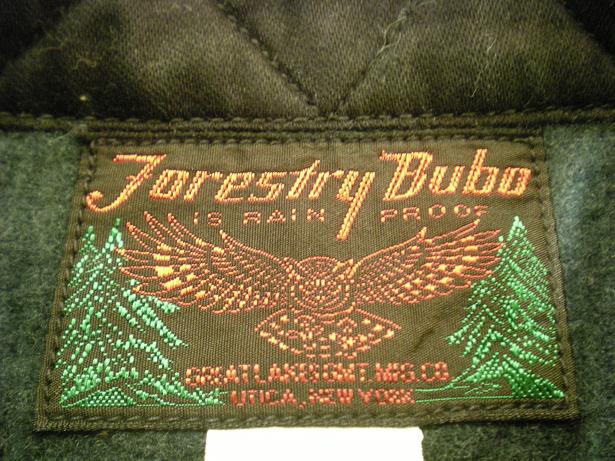 Forestry Bubo
IS RAIN PROOF
GREAT LAKES GMT. MFG. CO
UTICA, NEW YORK